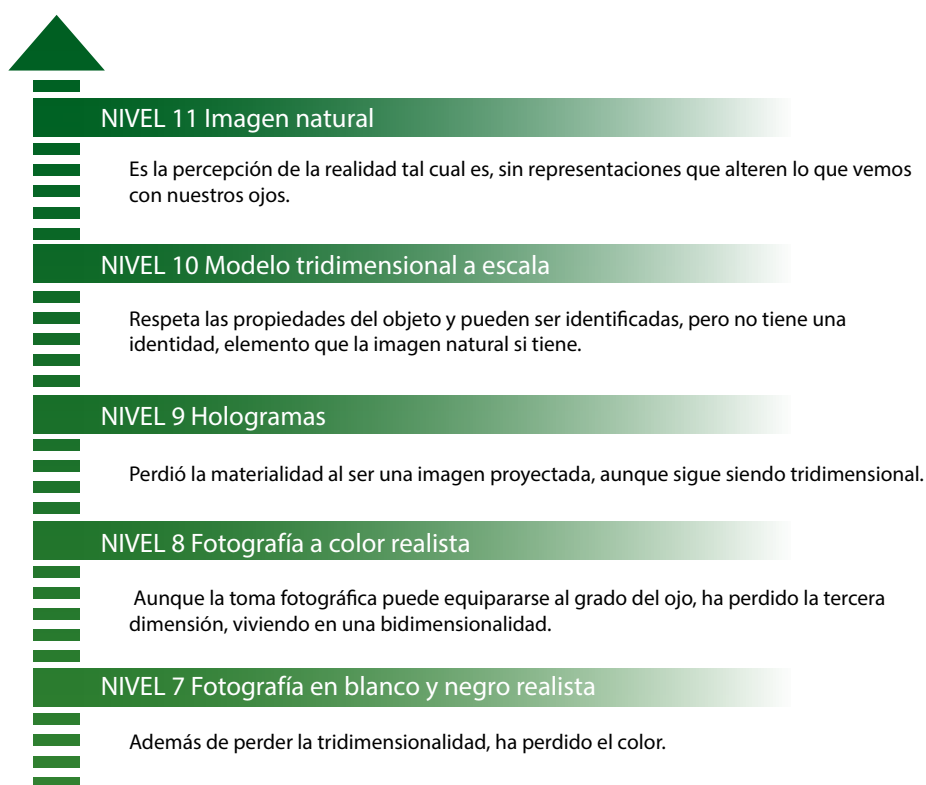 NIVEL 11 Imagen natural
Es la percepción de la realidad tal cual es, sin representaciones que alteren lo que vemos
con nuestros ojos.
NIVEL 10 Modelo tridimensional a escala
Respeta las propiedades del objeto y pueden ser identificadas, pero no tiene una
identidad, elemento que la imagen natural si tiene.
NIVEL 9 Hologramas
Perdió la materialidad al ser una imagen proyectada, aunque sigue siendo tridimensional.
NIVEL 8 Fotografía a color realista
Aunque la toma fotográfica puede equipararse al grado del ojo, ha perdido la tercera
dimensión, viviendo en una bidimensionalidad.
NIVEL 7 Fotografía en blanco y negro realista
Además de perder la tridimensionalidad, ha perdido el color.